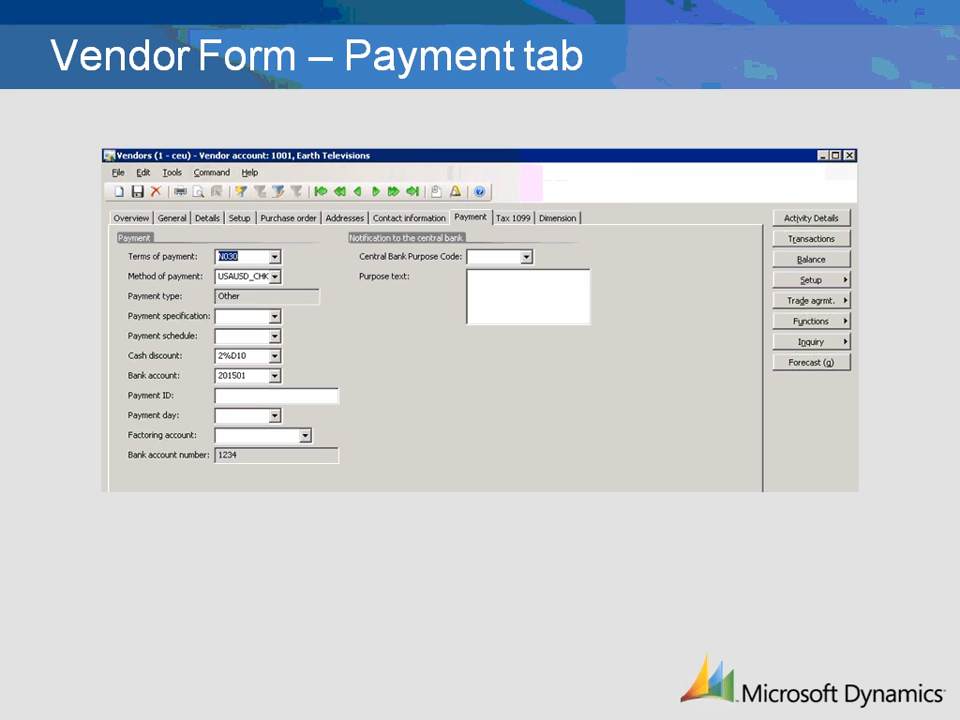 Vendor Form – Payment tab
Vendors (1 - ceu) - Vendor account: 1001, Earth Televisions
File Edit Tools Command Help
Overview General Details Setup Purchase order Addresses Contact information Payment Tax 1099 Dimension
Payment
Terms of payment: N030
Method of payment: USAUSD_CHK
Payment type: Other
Payment specification:
Payment schedule:
Cash discount: 2%D10
Bank account: 201501
Payment ID:
Payment day:
Factoring account:
Bank account number: 1234
Notification to the central bank
Central Bank Purpose Code:
Purpose text:
Activity Details
Transactions
Balance
Setup
Trade agrmt.
Functions
Inquiry
Forecast (g)
Microsoft Dynamics